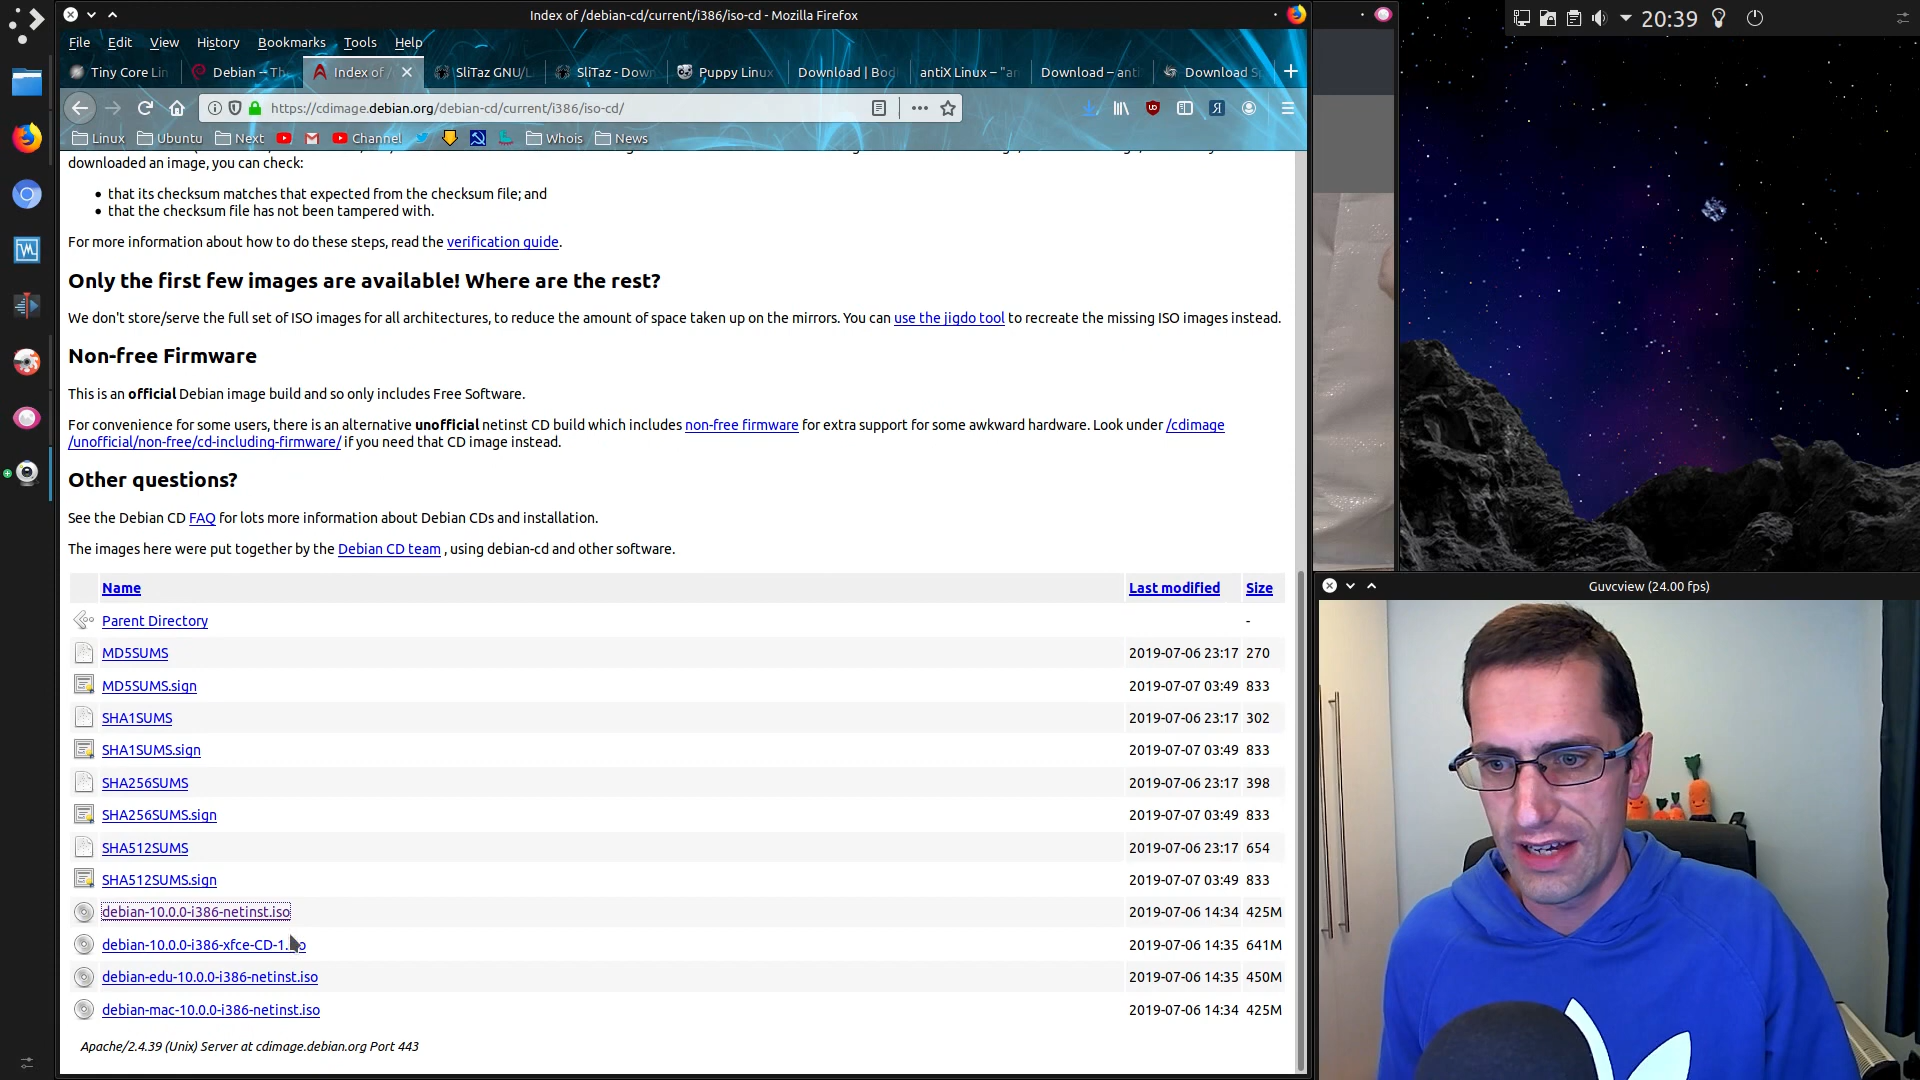 Index of /debian-cd/current/i386/iso-cd - Mozilla Firefox
20:39
File Edit View History Bookmarks Tools Help
Tiny Core Lin Debian -- Th Index of / SliTaz GNU/L SliTaz - Down Puppy Linux Download | Bod antiX Linux – "an Download – anti Download S
https://cdimage.debian.org/debian-cd/current/i386/iso-cd/
Linux Ubuntu Next Channel Whois News
downloaded an image, you can check:
that its checksum matches that expected from the checksum file; and
that the checksum file has not been tampered with.
For more information about how to do these steps, read the verification guide.
Only the first few images are available! Where are the rest?
We don't store/serve the full set of ISO images for all architectures, to reduce the amount of space taken up on the mirrors. You can use the jigdo tool to recreate the missing ISO images instead.
Non-free Firmware
This is an official Debian image build and so only includes Free Software.
For convenience for some users, there is an alternative unofficial netinst CD build which includes non-free firmware for extra support for some awkward hardware. Look under /cdimage
/unofficial/non-free/cd-including-firmware/ if you need that CD image instead.
Other questions?
See the Debian CD FAQ for lots more information about Debian CDs and installation.
The images here were put together by the Debian CD team , using debian-cd and other software.
Name Last modified Size
Parent Directory -
MD5SUMS 2019-07-06 23:17 270
MD5SUMS.sign 2019-07-07 03:49 833
SHA1SUMS 2019-07-06 23:17 302
SHA1SUMS.sign 2019-07-07 03:49 833
SHA256SUMS 2019-07-06 23:17 398
SHA256SUMS.sign 2019-07-07 03:49 833
SHA512SUMS 2019-07-06 23:17 654
SHA512SUMS.sign 2019-07-07 03:49 833
debian-10.0.0-i386-netinst.iso 2019-07-06 14:34 425M
debian-10.0.0-i386-xfce-CD-1.iso 2019-07-06 14:35 641M
debian-edu-10.0.0-i386-netinst.iso 2019-07-06 14:35 450M
debian-mac-10.0.0-i386-netinst.iso 2019-07-06 14:34 425M
Apache/2.4.39 (Unix) Server at cdimage.debian.org Port 443
Guvcview (24.00 fps)